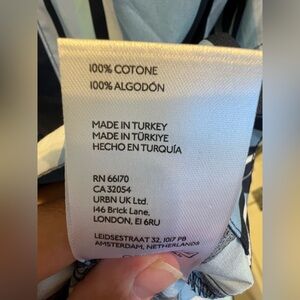 100% COTONE
100% ALGODÓN
MADE IN TURKEY
MADE IN TÜRKIYE
HECHO EN TURQUÍA
RN 66170
CA 32054
URBN UK Ltd.
146 Brick Lane,
LONDON, E1 6RU
LEIDSESTRAAT 32, 1017 PB
AMSTERDAM, NETHERLANDS